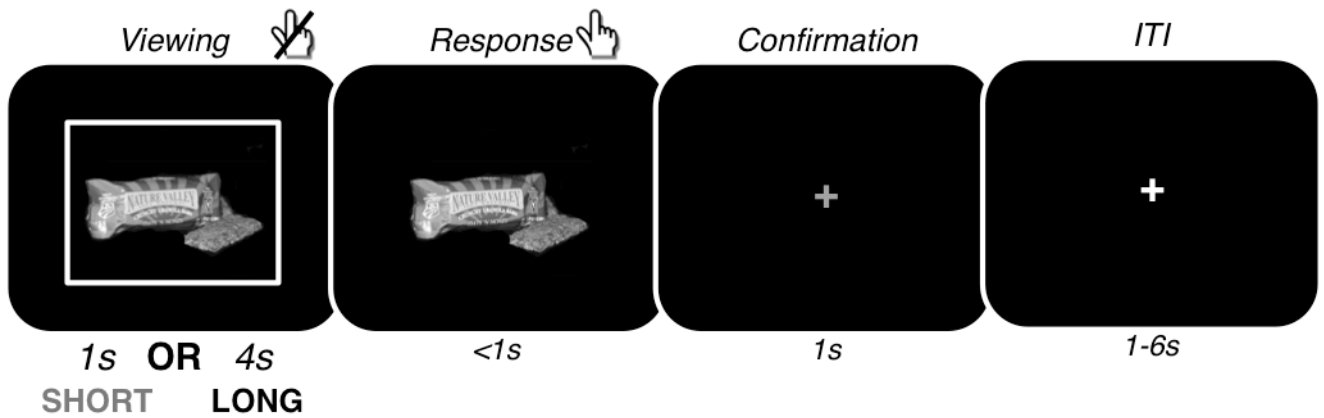 Viewing
Response
Confirmation
ITI
NATURE VALLEY
NATURE VALLEY
+
+
1s OR 4s
<1s
1s
1-6s
SHORT LONG